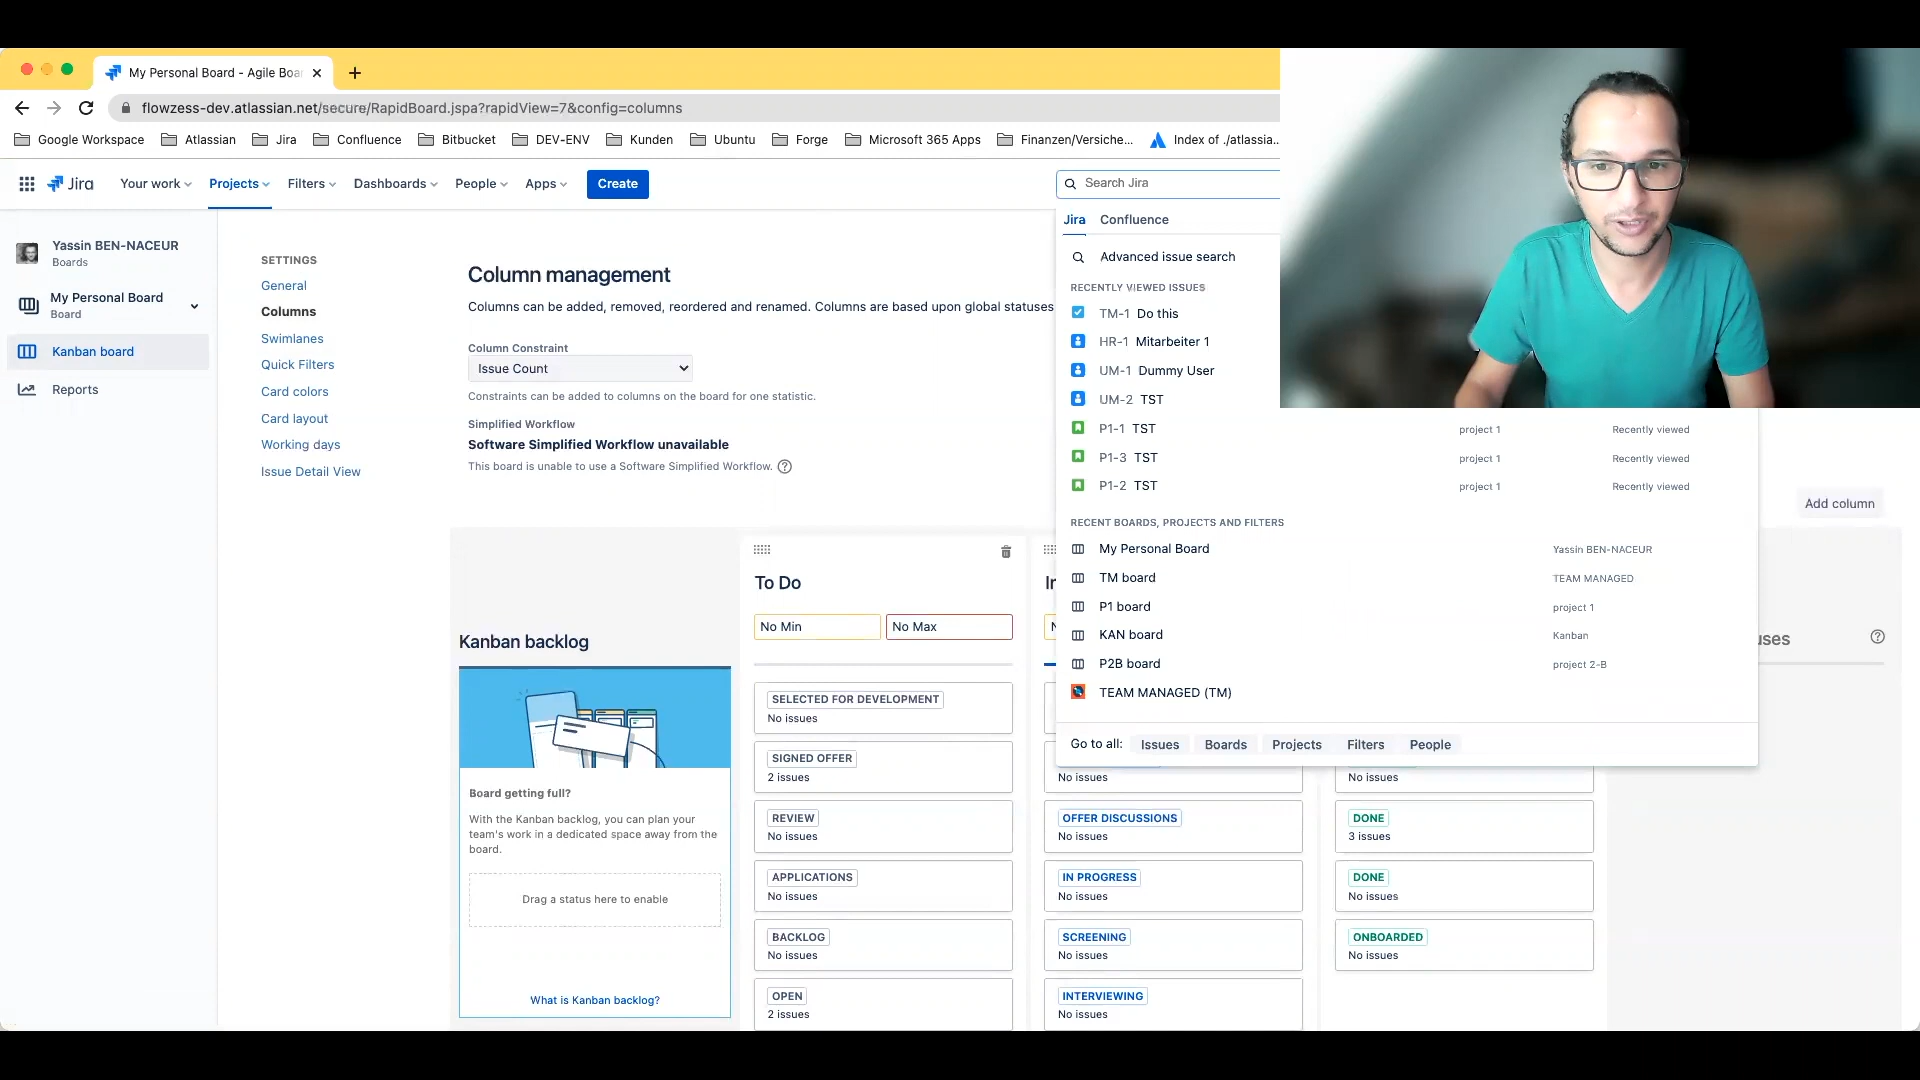 My Personal Board - Agile Boa
flowzess-dev.atlassian.net/secure/RapidBoard.jspa?rapidView=7&config=columns
Google Workspace Atlassian Jira Confluence Bitbucket DEV-ENV Kunden Ubuntu Forge Microsoft 365 Apps Finanzen/Versiche... Index of ./atlassia...
Jira Your work Projects Filters Dashboards People Apps Create Search Jira
Jira Confluence
Yassin BEN-NACEUR
Boards
My Personal Board
Board
Kanban board
Reports
SETTINGS
General
Columns
Swimlanes
Quick Filters
Card colors
Card layout
Working days
Issue Detail View
Column management
Columns can be added, removed, reordered and renamed. Columns are based upon global statuses
Column Constraint
Issue Count
Constraints can be added to columns on the board for one statistic.
Simplified Workflow
Software Simplified Workflow unavailable
This board is unable to use a Software Simplified Workflow.
Advanced issue search
RECENTLY VIEWED ISSUES
TM-1 Do this
HR-1 Mitarbeiter 1
UM-1 Dummy User
UM-2 TST
P1-1 TST project 1 Recently viewed
P1-3 TST project 1 Recently viewed
P1-2 TST project 1 Recently viewed
RECENT BOARDS, PROJECTS AND FILTERS
My Personal Board Yassin BEN-NACEUR
TM board TEAM MANAGED
P1 board project 1
KAN board Kanban
P2B board project 2-B
TEAM MANAGED (TM)
Go to all: Issues Boards Projects Filters People
Add column
Kanban backlog
Board getting full?
With the Kanban backlog, you can plan your
team's work in a dedicated space away from the
board.
Drag a status here to enable
What is Kanban backlog?
To Do
No Min No Max
SELECTED FOR DEVELOPMENT
No issues
SIGNED OFFER
2 issues
REVIEW
No issues
APPLICATIONS
No issues
BACKLOG
No issues
OPEN
2 issues
No issues
OFFER DISCUSSIONS
No issues
IN PROGRESS
No issues
SCREENING
No issues
INTERVIEWING
No issues
No issues
DONE
3 issues
DONE
No issues
ONBOARDED
No issues
uses